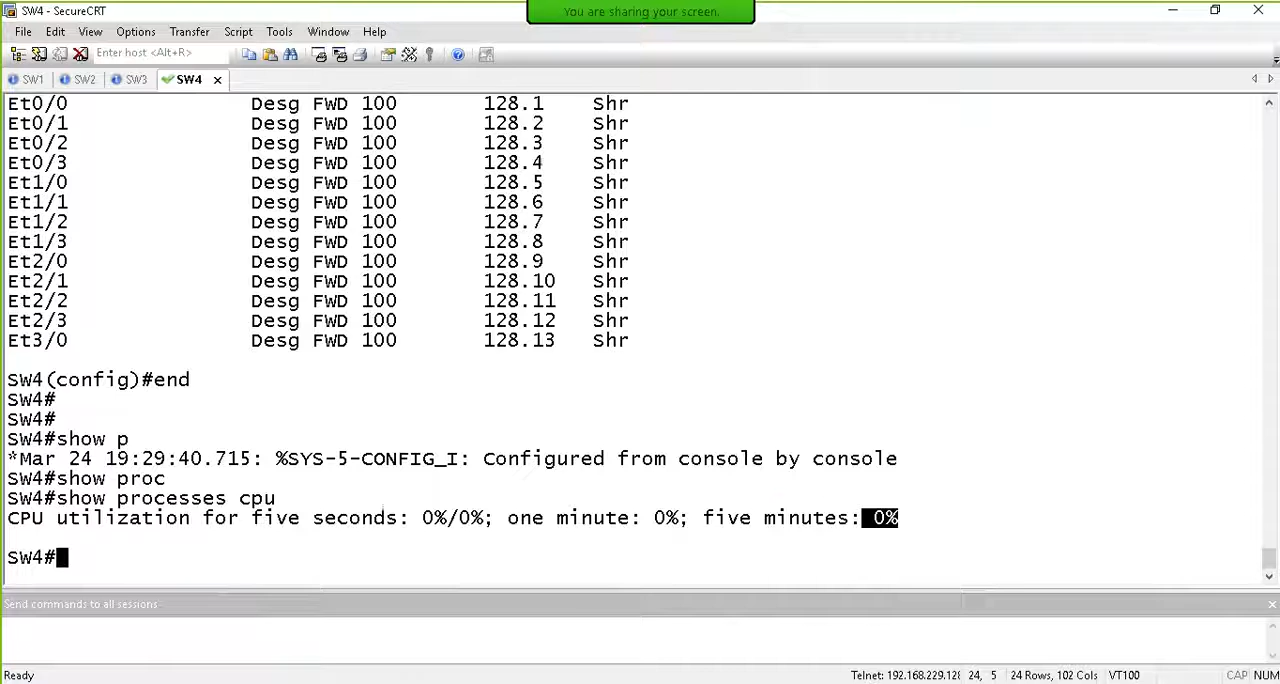 SW4 - SecureCRT
You are sharing your screen.
File Edit View Options Transfer Script Tools Window Help
Enter host <Alt+R>
SW1 SW2 SW3 SW4
Et0/0 Desg FWD 100 128.1 Shr
Et0/1 Desg FWD 100 128.2 Shr
Et0/2 Desg FWD 100 128.3 Shr
Et0/3 Desg FWD 100 128.4 Shr
Et1/0 Desg FWD 100 128.5 Shr
Et1/1 Desg FWD 100 128.6 Shr
Et1/2 Desg FWD 100 128.7 Shr
Et1/3 Desg FWD 100 128.8 Shr
Et2/0 Desg FWD 100 128.9 Shr
Et2/1 Desg FWD 100 128.10 Shr
Et2/2 Desg FWD 100 128.11 Shr
Et2/3 Desg FWD 100 128.12 Shr
Et3/0 Desg FWD 100 128.13 Shr
SW4(config)#end
SW4#
SW4#
SW4#show p
*Mar 24 19:29:40.715: %SYS-5-CONFIG_I: Configured from console by console
SW4#show proc
SW4#show processes cpu
CPU utilization for five seconds: 0%/0%; one minute: 0%; five minutes: 0%
SW4#
Send commands to all sessions
Ready Telnet: 192.168.229.12 24, 5 24 Rows, 102 Cols VT100 CAP NUM